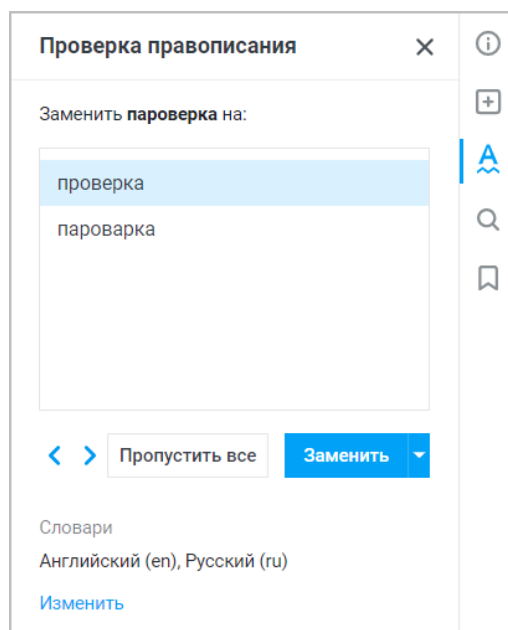 Проверка правописания
Заменить пароверка на:
проверка
пароварка
Пропустить все Заменить
Словари
Английский (en), Русский (ru)
Изменить